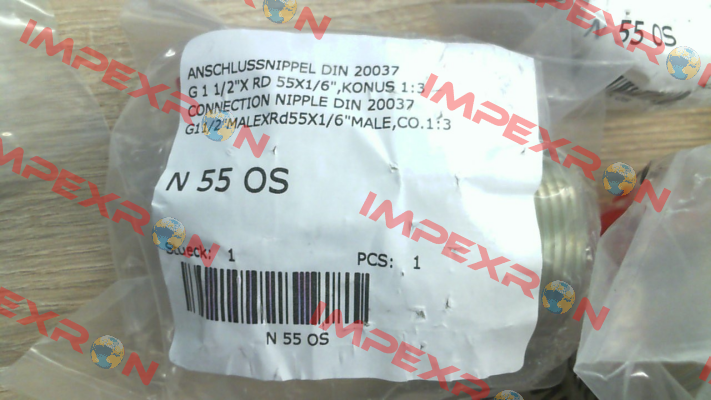 ANSCHLUSSNIPPEL DIN 20037
G 1 1/2"X RD 55X1/6",KONUS 1:3
CONNECTION NIPPLE DIN 20037
G11/2"MALEXRd55X1/6"MALE,CO.1:3
N 55 OS
Stueck: 1 PCS: 1
N 55 OS
N 55 OS
IMPEXRON
IMPEXRON
IMPEXRON
IMPEXRON
IMPEXRON
IMPEXRON